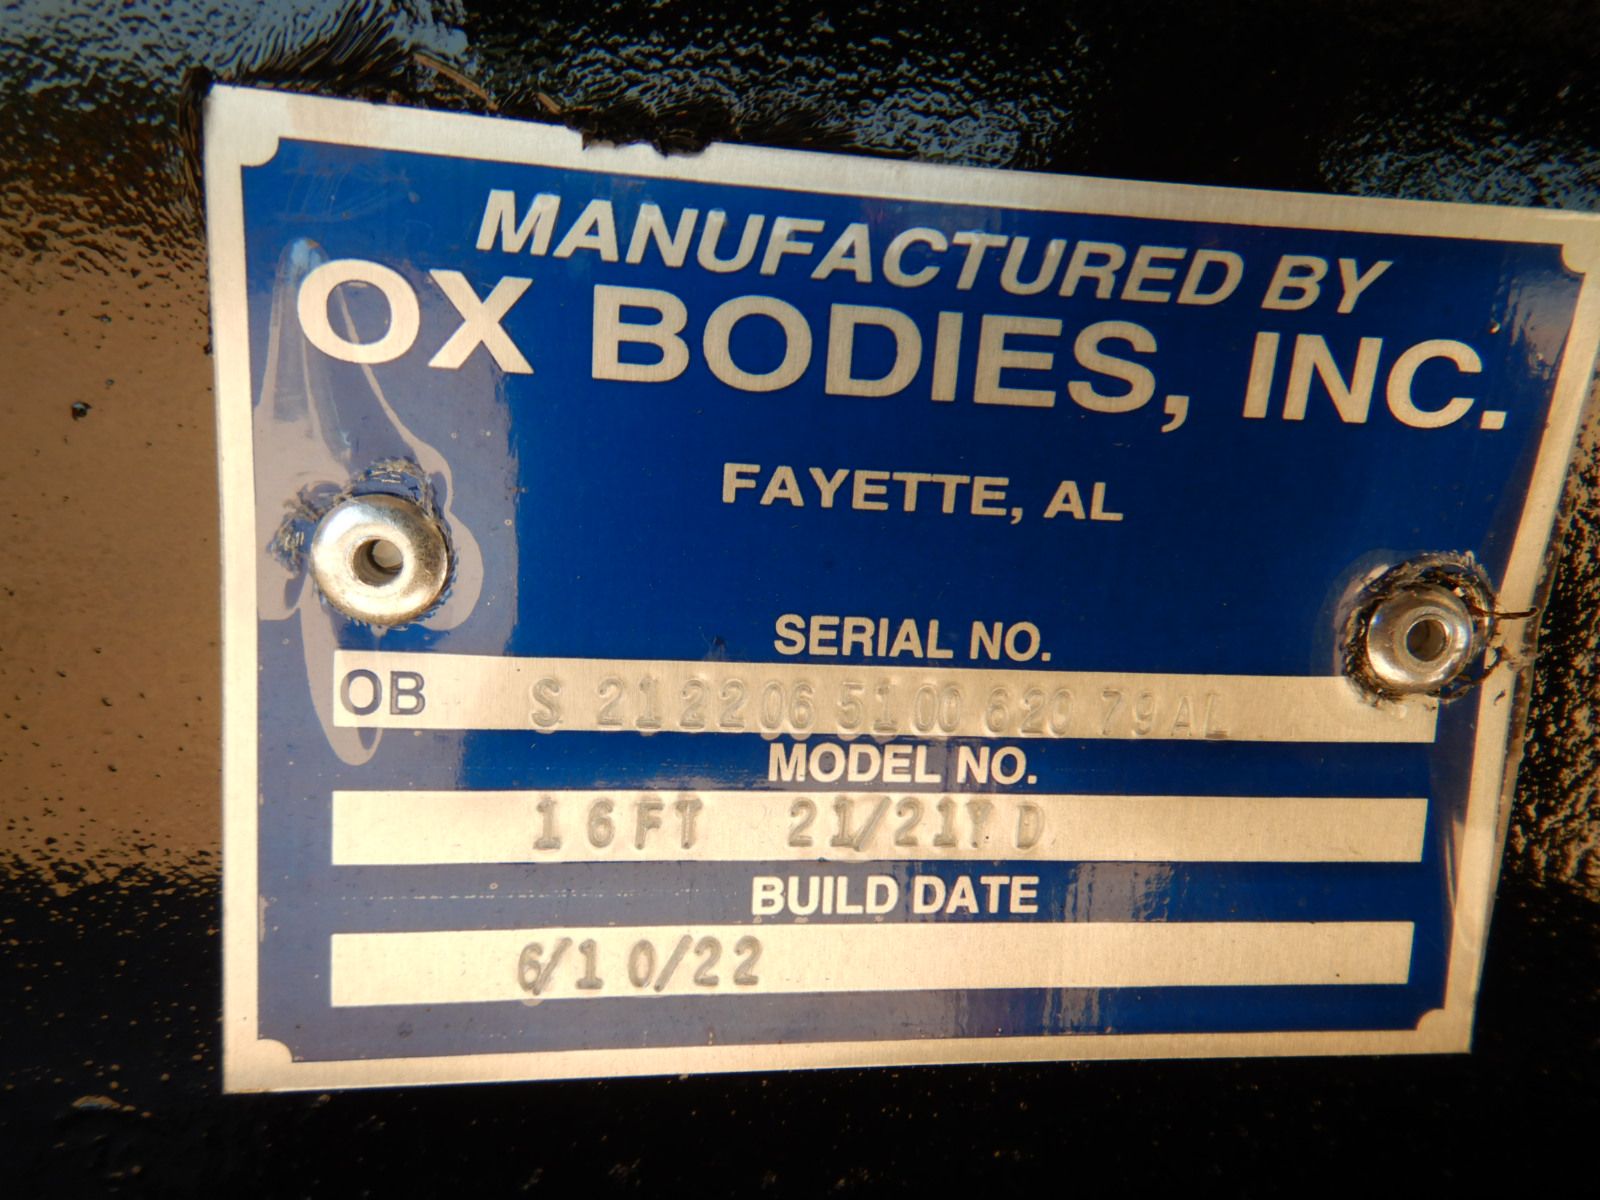 MANUFACTURED BY
OX BODIES, INC.
FAYETTE, AL
SERIAL NO.
OB S 212206 5100 620 79AL
MODEL NO.
16FT 21/21YD
BUILD DATE
6/10/22